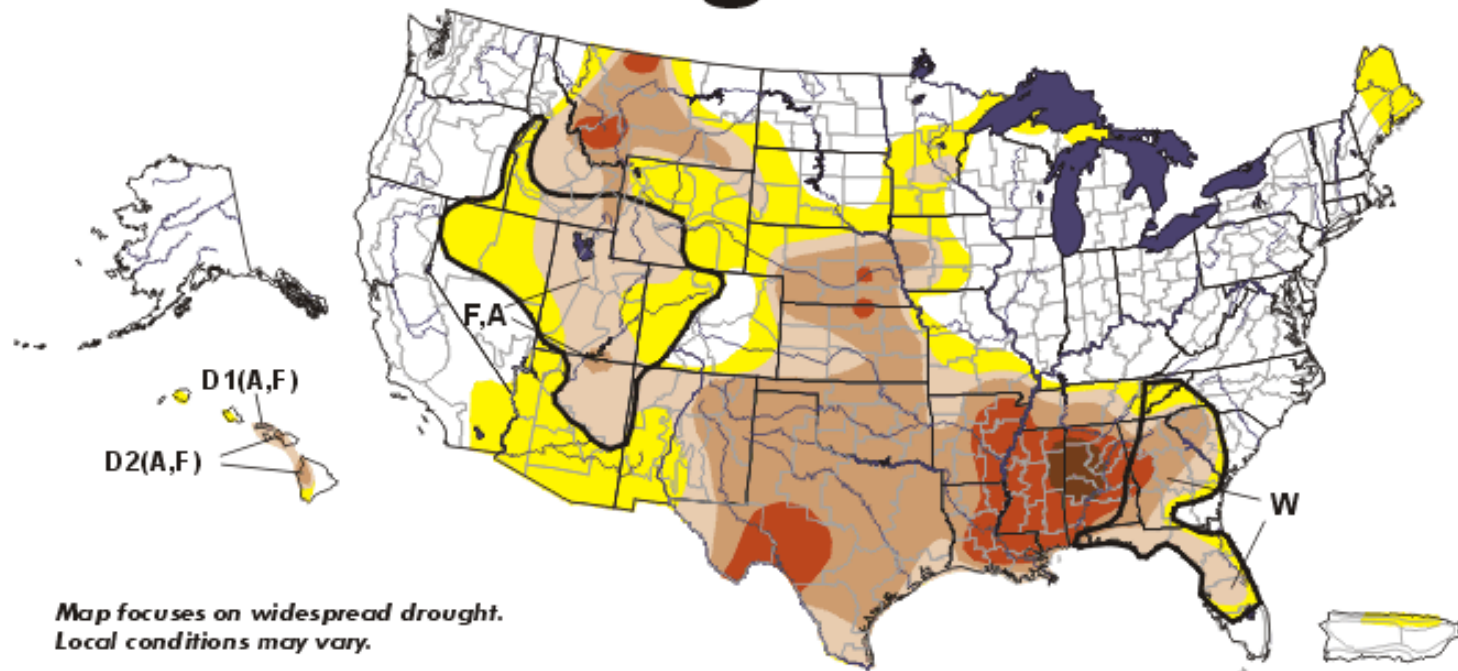 F,A
D1(A,F)
D2(A,F)
W
Map focuses on widespread drought.
Local conditions may vary.